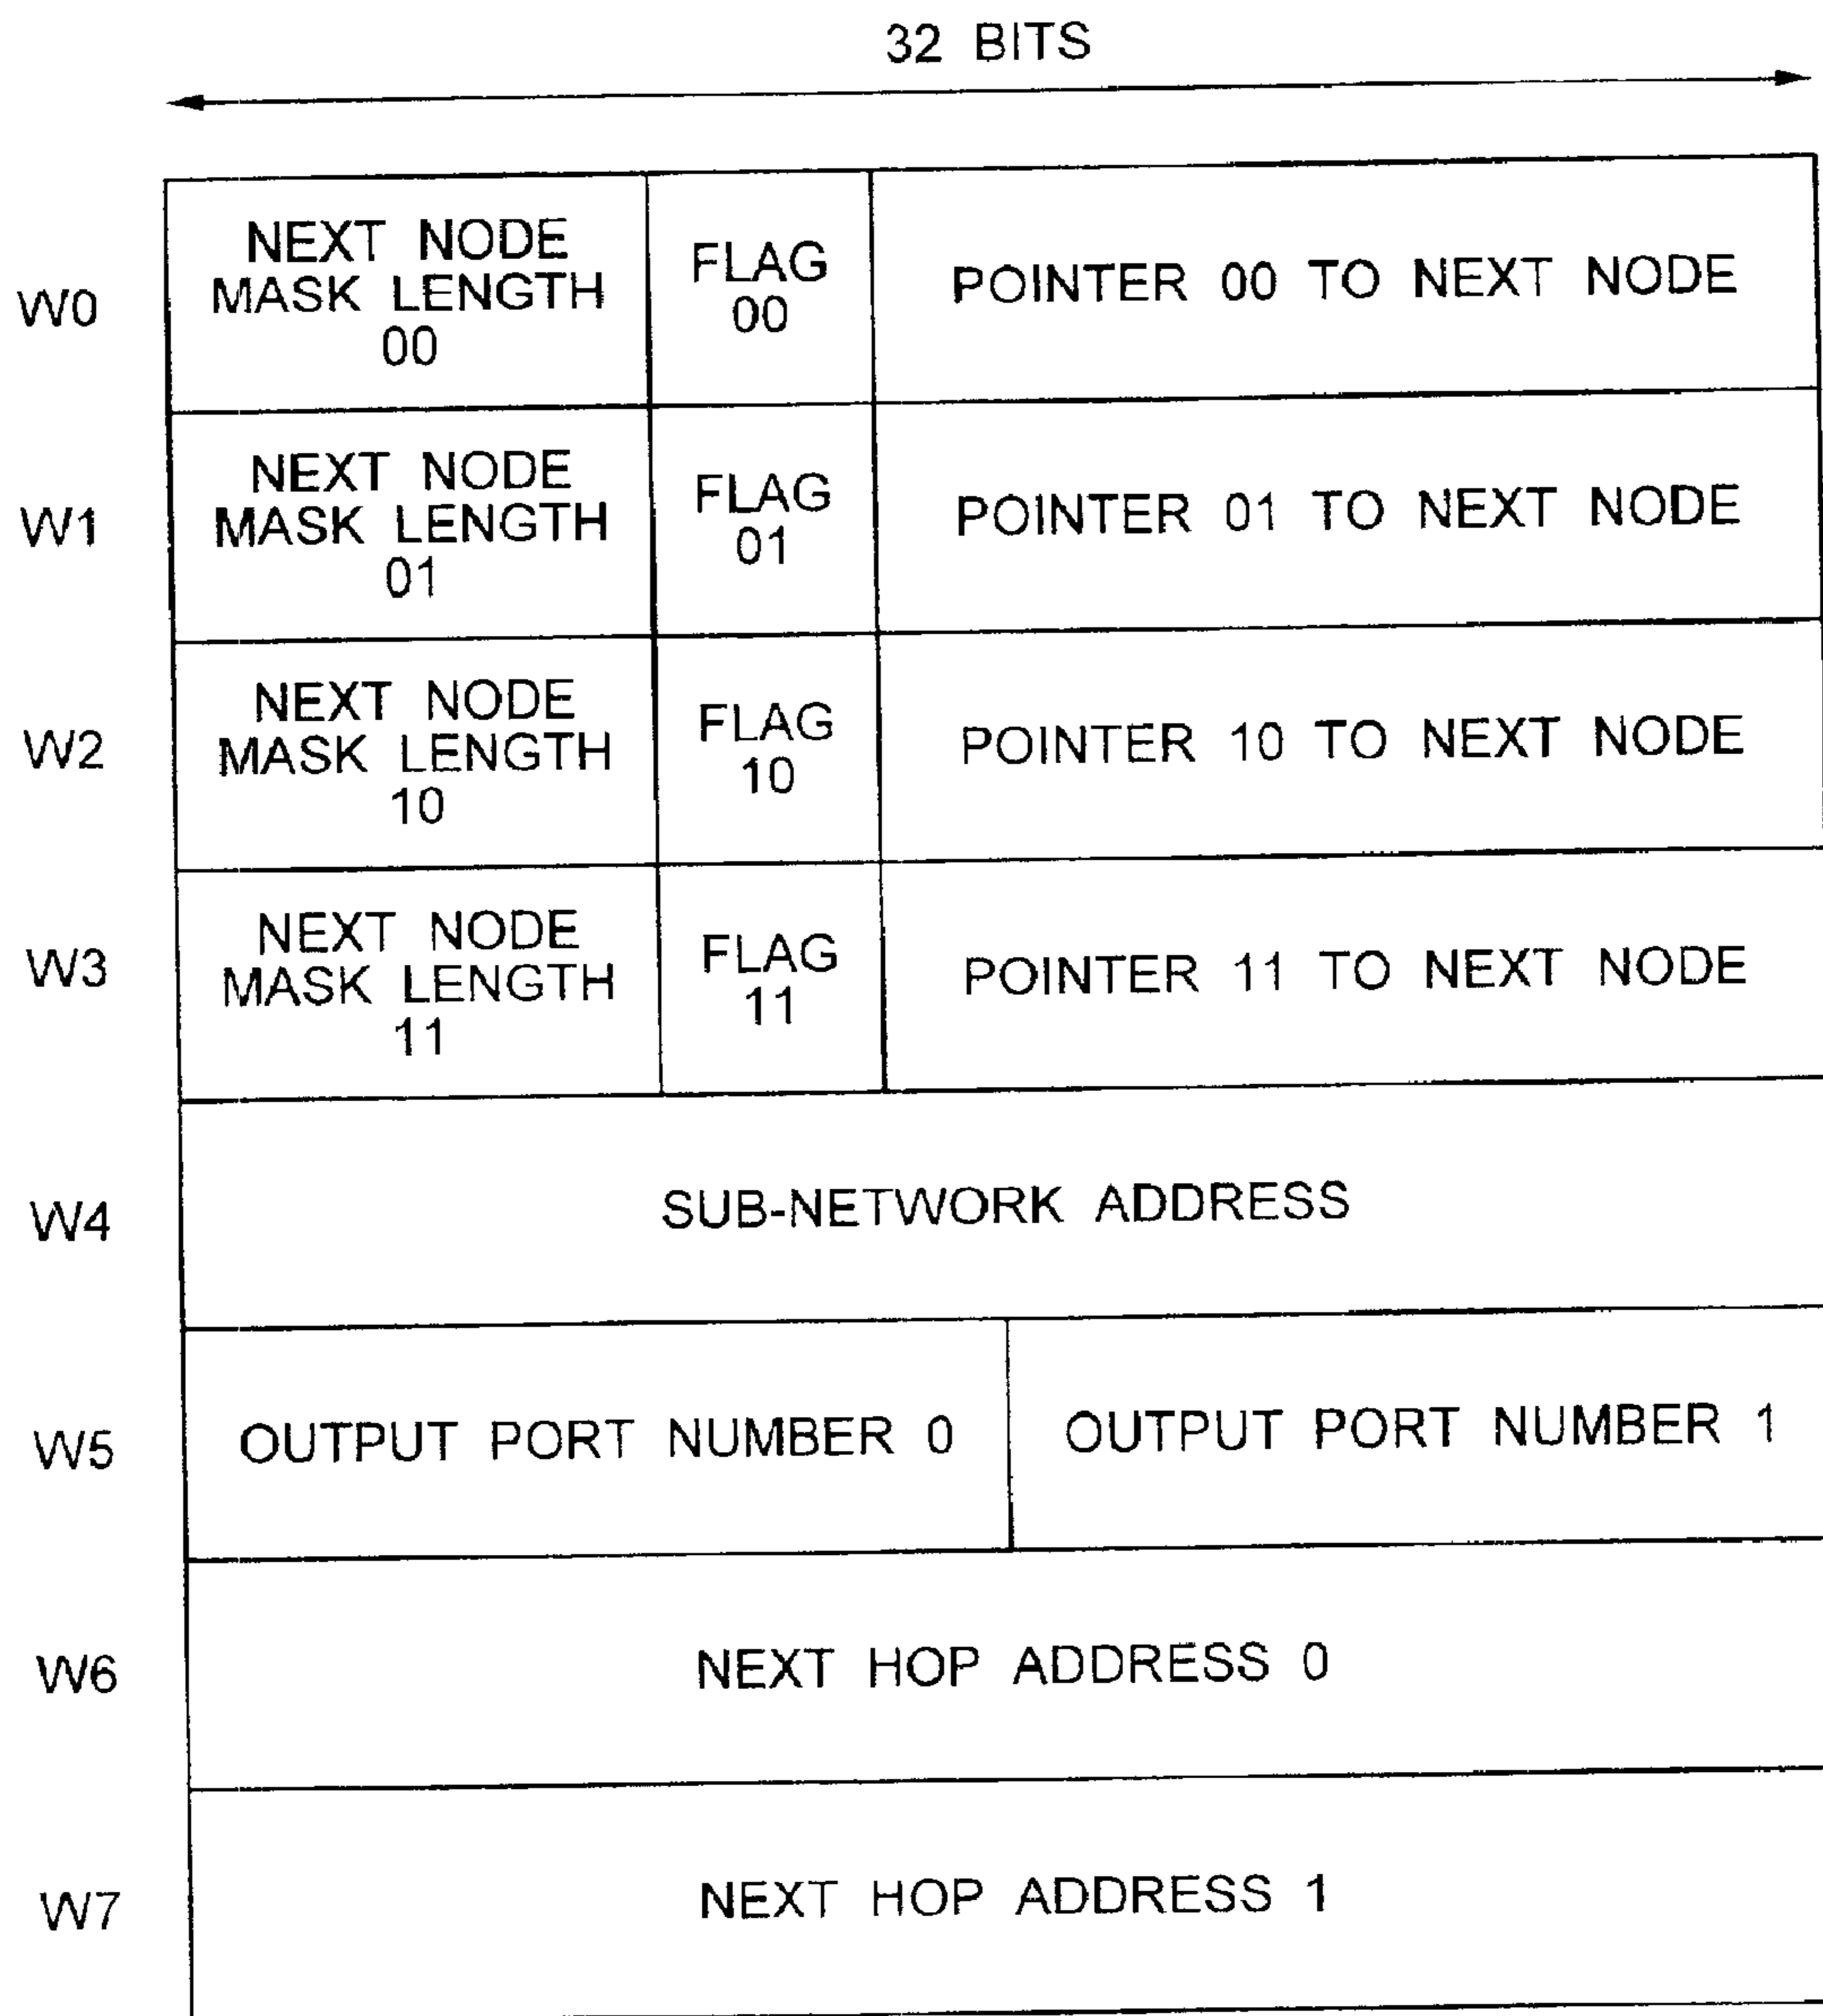 32 BITS
W0
NEXT NODE
MASK LENGTH
00
FLAG
00
POINTER 00 TO NEXT NODE
W1
NEXT NODE
MASK LENGTH
01
FLAG
01
POINTER 01 TO NEXT NODE
W2
NEXT NODE
MASK LENGTH
10
FLAG
10
POINTER 10 TO NEXT NODE
W3
NEXT NODE
MASK LENGTH
11
FLAG
11
POINTER 11 TO NEXT NODE
W4
SUB-NETWORK ADDRESS
W5
OUTPUT PORT NUMBER 0
OUTPUT PORT NUMBER 1
W6
NEXT HOP ADDRESS 0
W7
NEXT HOP ADDRESS 1